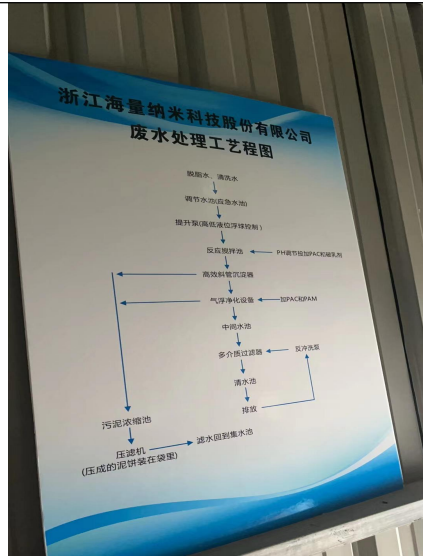 浙江海量纳米科技股份有限公司
废水处理工艺程图
脱脂水、清洗水
调节水池(应急水池)
提升泵(高低液位浮球控制)
反应搅拌池
PH调节投加PAC和破乳剂
高效斜管沉淀器
气浮净化设备
加PAC和PAM
中间水池
多介质过滤器
反冲洗泵
清水池
排放
污泥浓缩池
压滤机
(压成的泥饼装在袋里)
滤水回到集水池